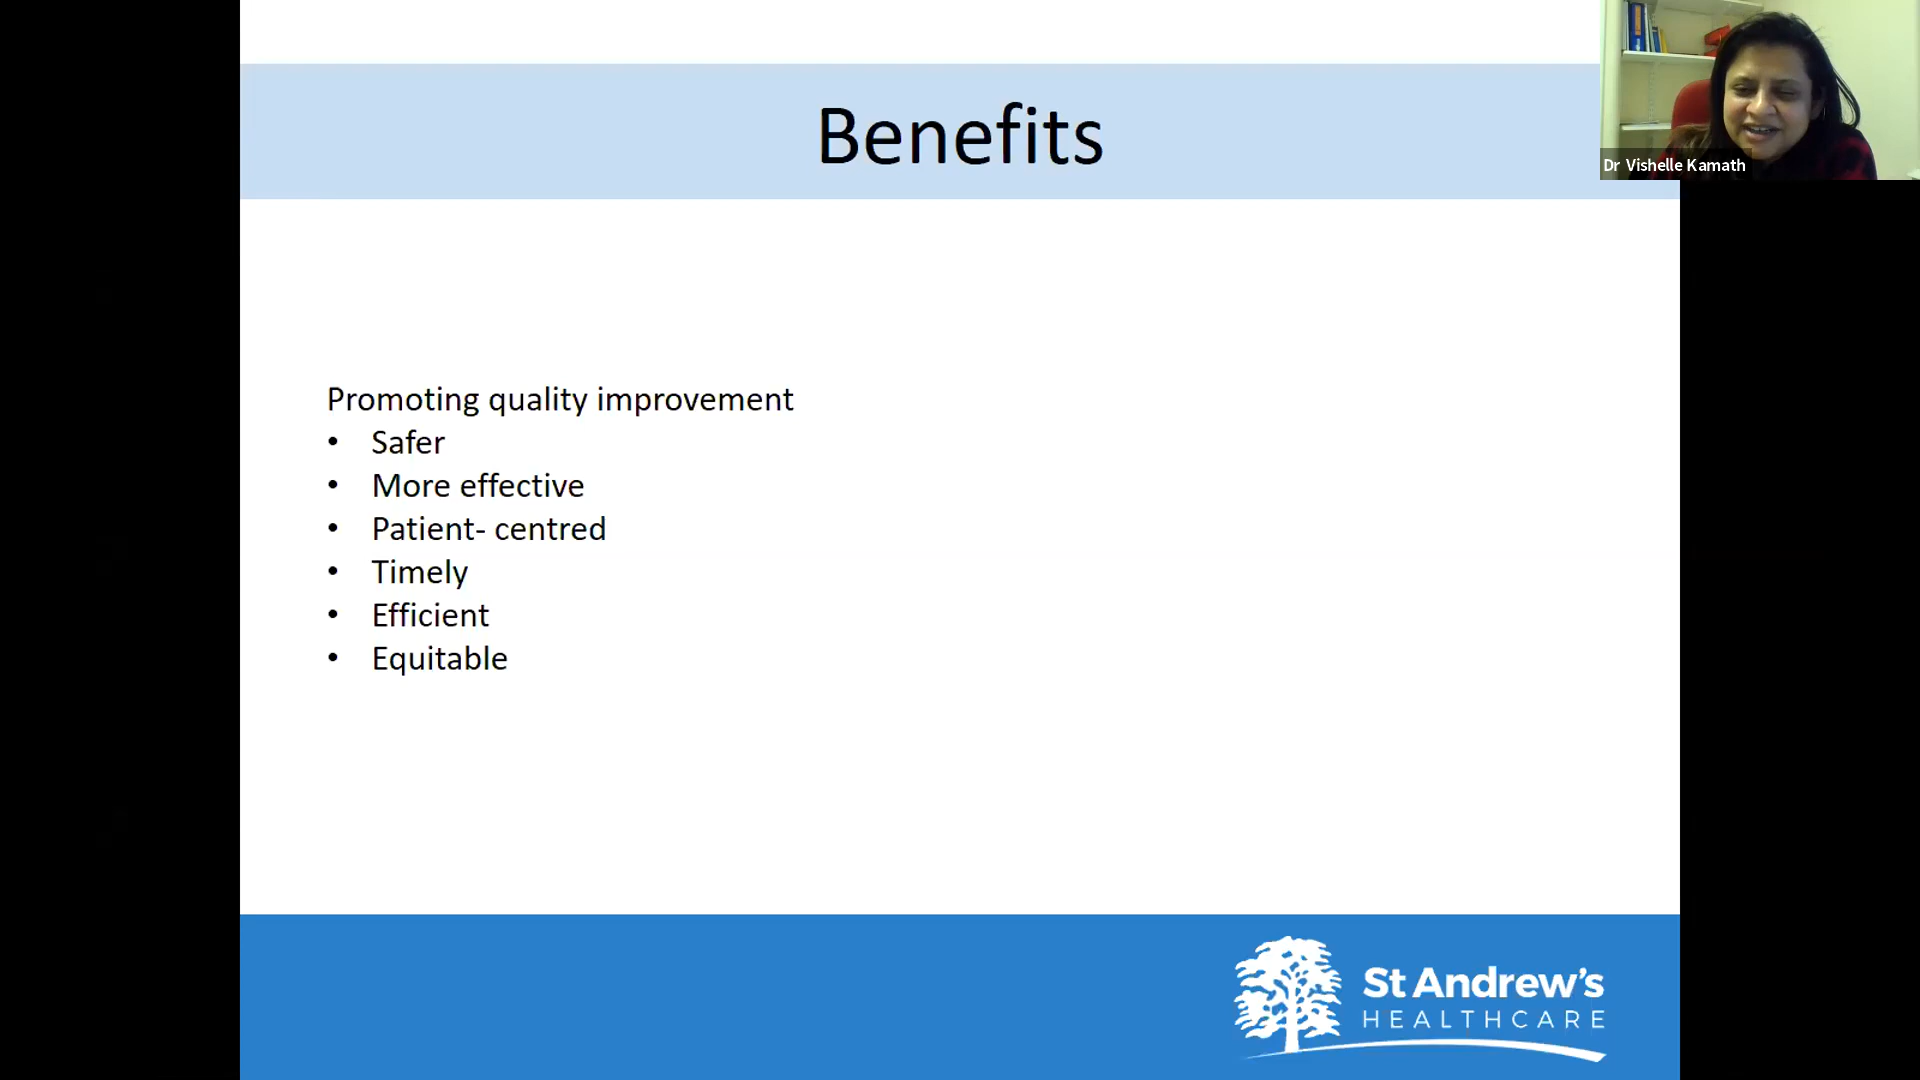 Benefits
Dr Vishelle Kamath
Promoting quality improvement
• Safer
• More effective
• Patient- centred
• Timely
• Efficient
• Equitable
St Andrew's
HEALTHCARE